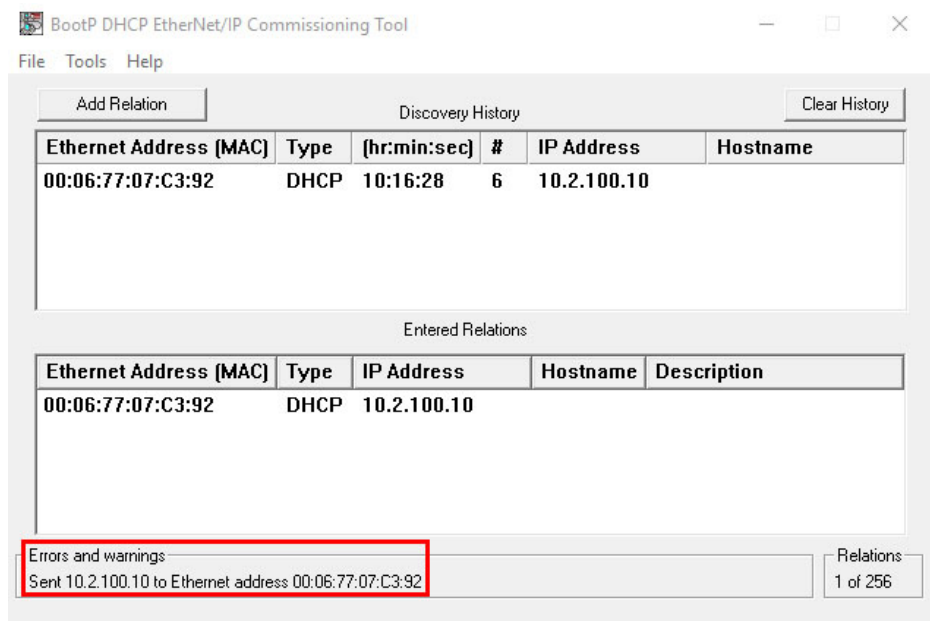 BootP DHCP EtherNet/IP Commissioning Tool
File Tools Help
Add Relation Discovery History Clear History
Ethernet Address (MAC) Type (hr:min:sec) # IP Address Hostname
00:06:77:07:C3:92 DHCP 10:16:28 6 10.2.100.10
Entered Relations
Ethernet Address (MAC) Type IP Address Hostname Description
00:06:77:07:C3:92 DHCP 10.2.100.10
Errors and warnings Relations
Sent 10.2.100.10 to Ethernet address 00:06:77:07:C3:92 1 of 256